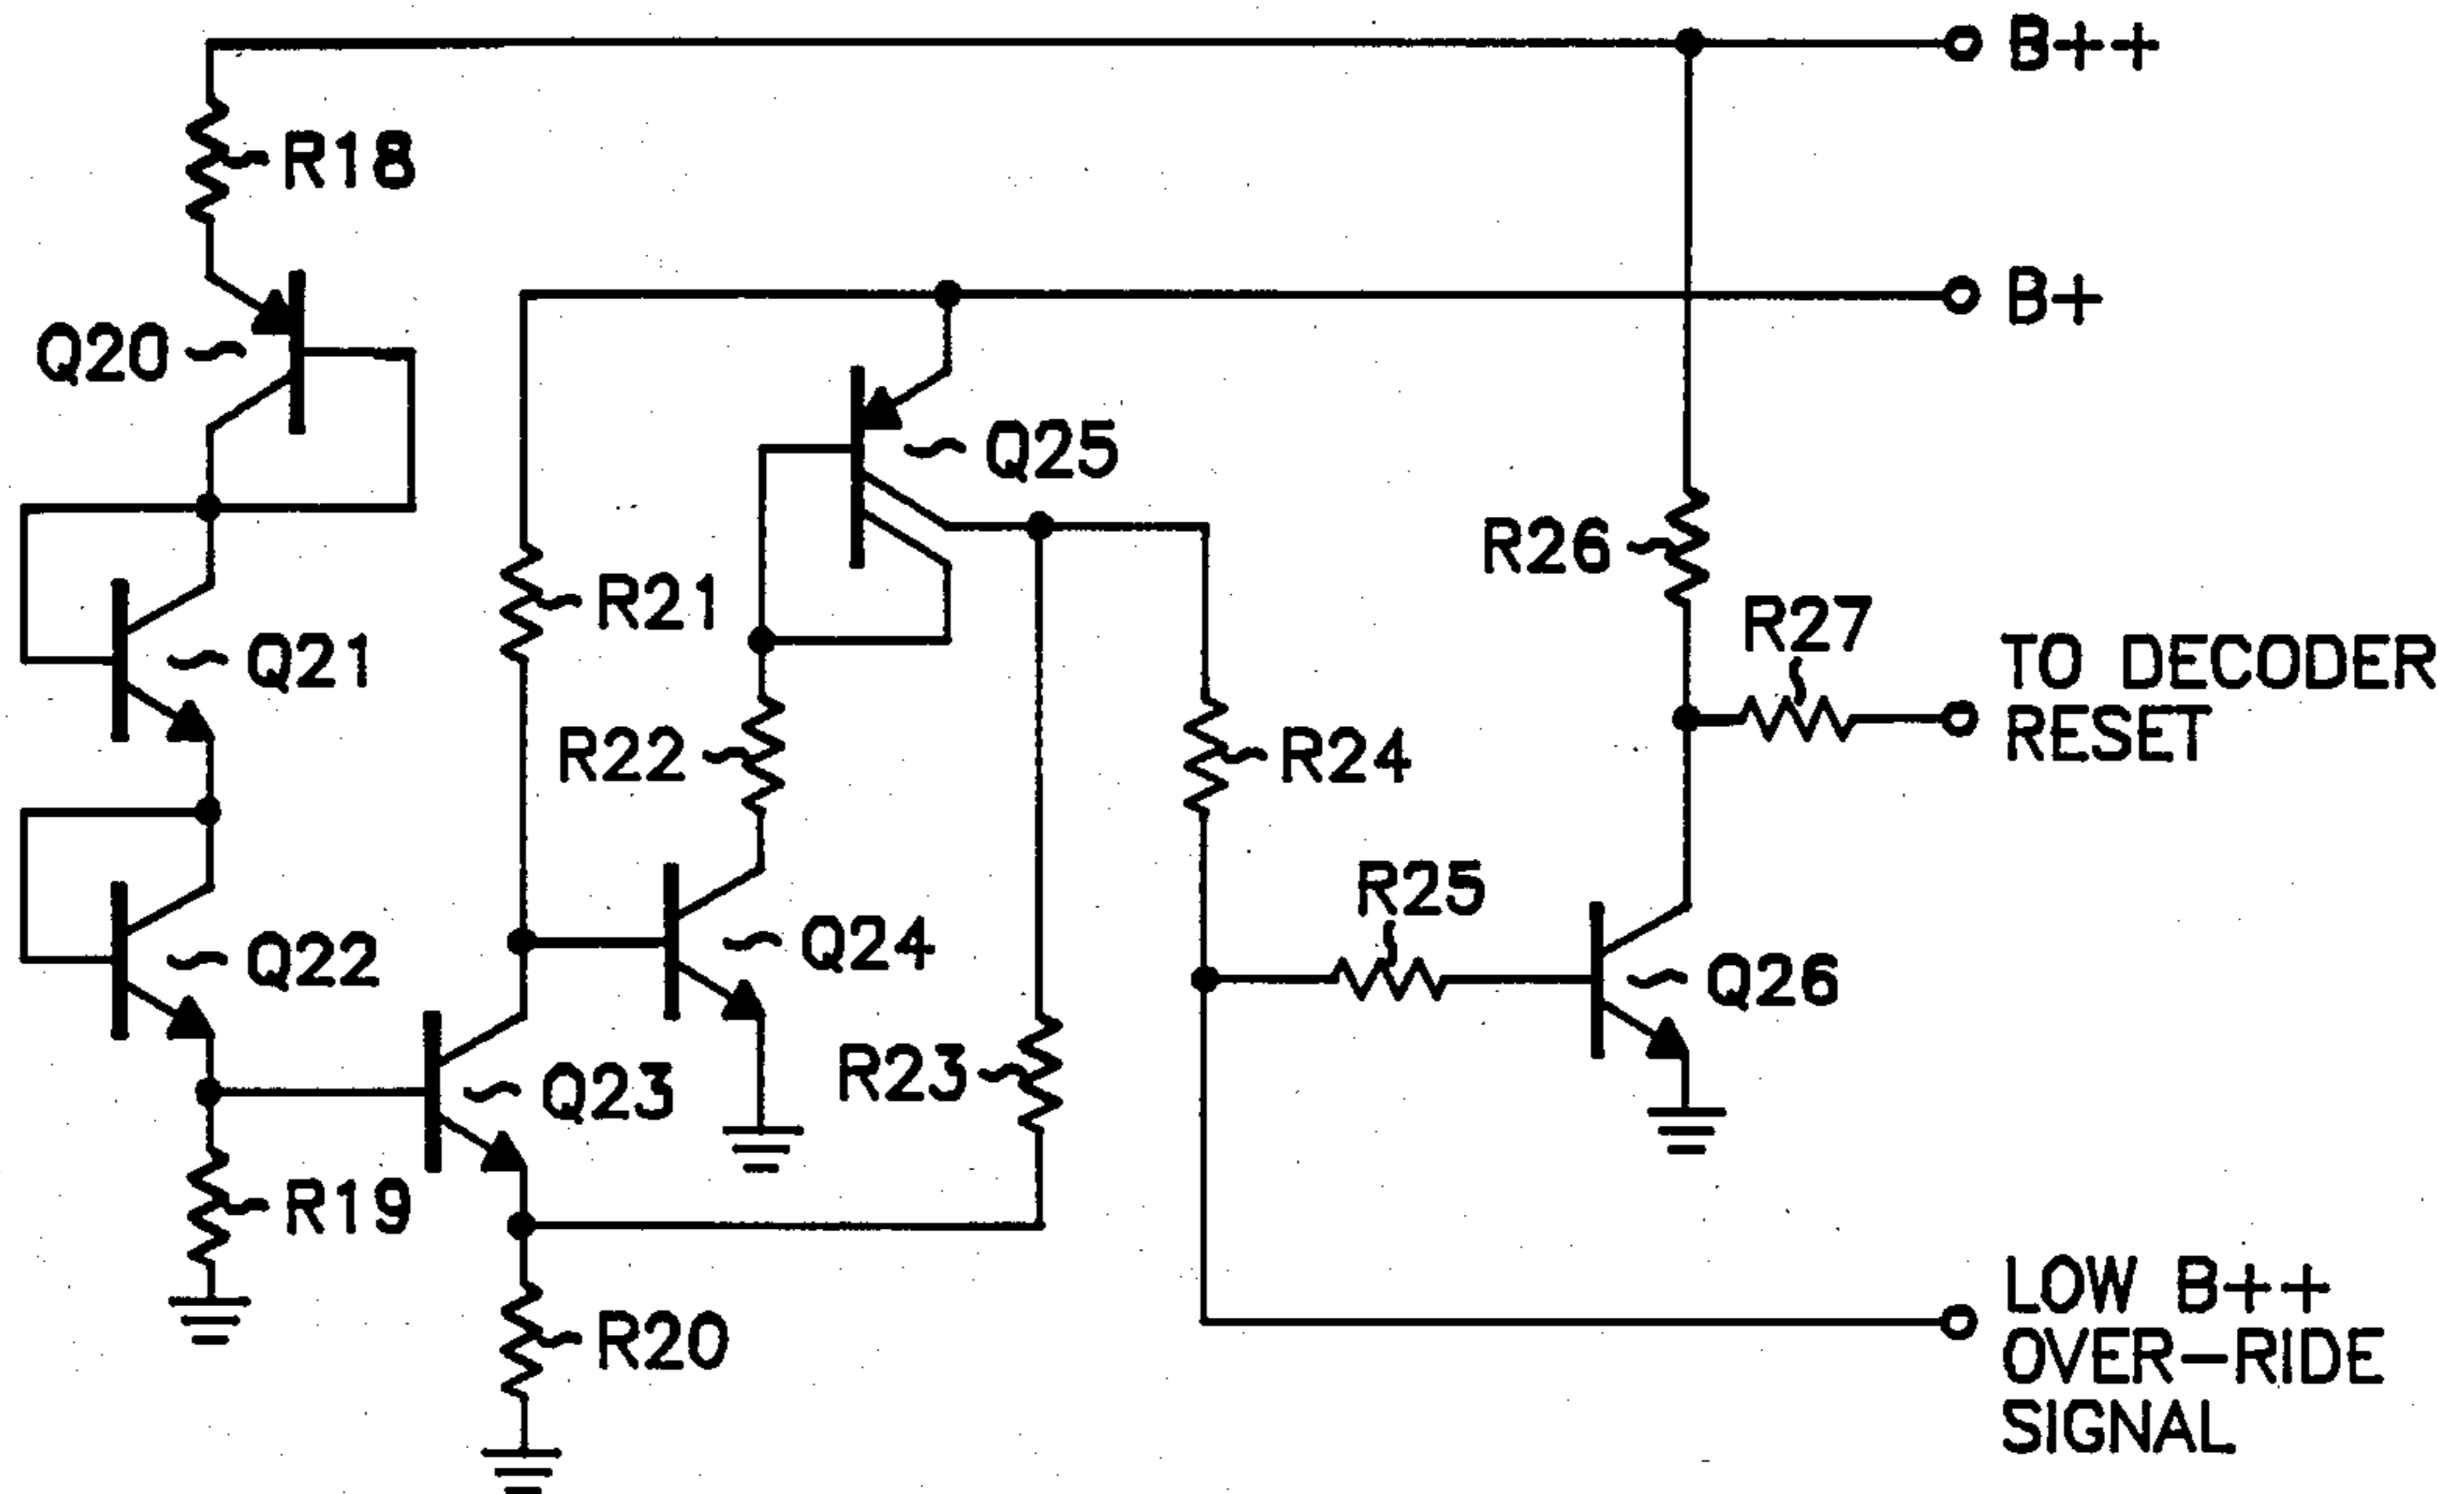 B++
R18
B+
Q20
Q25
R26
R21
R27
TO DECODER
RESET
Q21
R22
R24
R25
Q24
Q22
Q26
Q23
R23
R19
LOW B++
OVER-RIDE
SIGNAL
R20